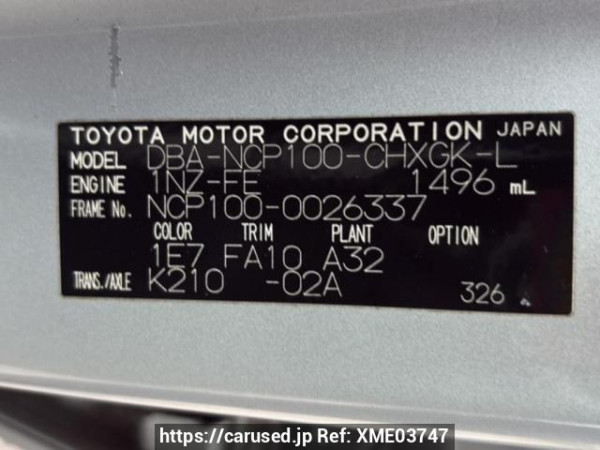 TOYOTA MOTOR CORPORATION JAPAN
MODEL DBA-NCP100-CHXGK-L
ENGINE 1NZ-FE 1496 mL
FRAME No. NCP100-0026337
COLOR TRIM PLANT OPTION
1E7 FA10 A32
TRANS./AXLE K210 -02A 326
https://carused.jp Ref: XME03747